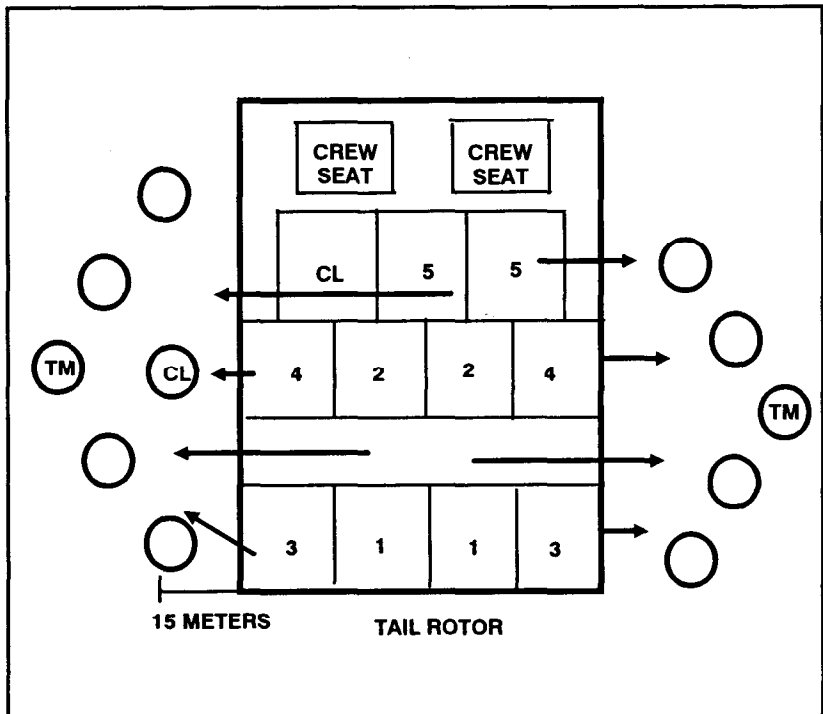 CREW SEAT
CREW SEAT
CL 5 5
4 2 2 4
TM CL
TM
3 1 1 3
15 METERS
TAIL ROTOR